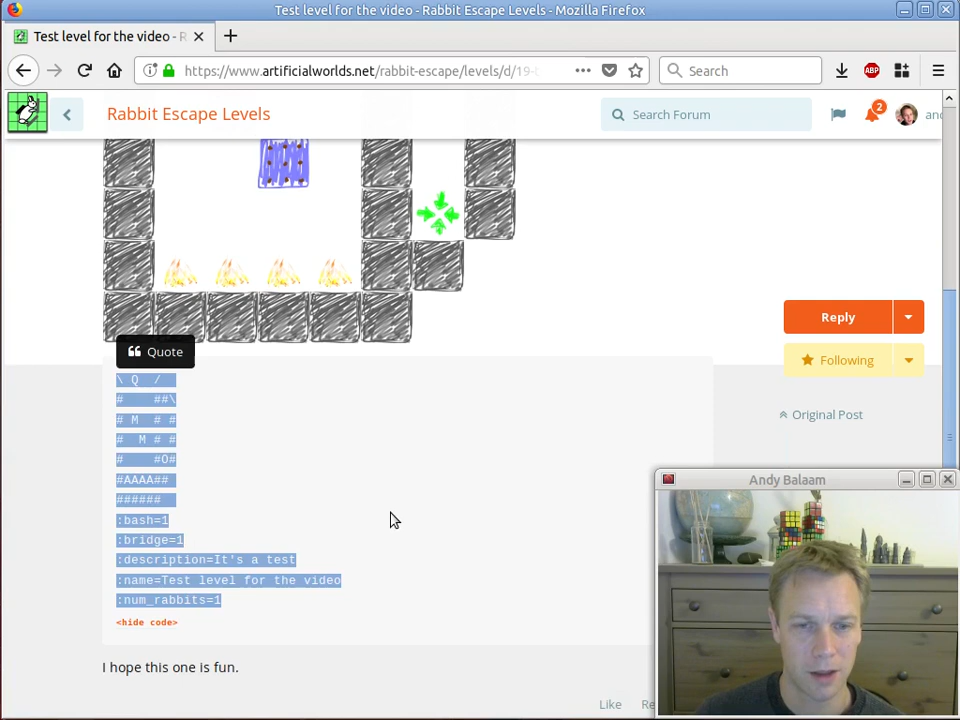 Test level for the video - Rabbit Escape Levels - Mozilla Firefox
Test level for the video - R
https://www.artificialworlds.net/rabbit-escape/levels/d/19-
Search
ABP
Rabbit Escape Levels
Search Forum
2
and
Reply
Following
Original Post
Quote
\ Q  /
#    ##\
# M  # #
#  M # #
#    #O#
#AAAA##
######
:bash=1
:bridge=1
:description=It's a test
:name=Test level for the video
:num_rabbits=1
<hide code>
I hope this one is fun.
Like
Re
Andy Balaam